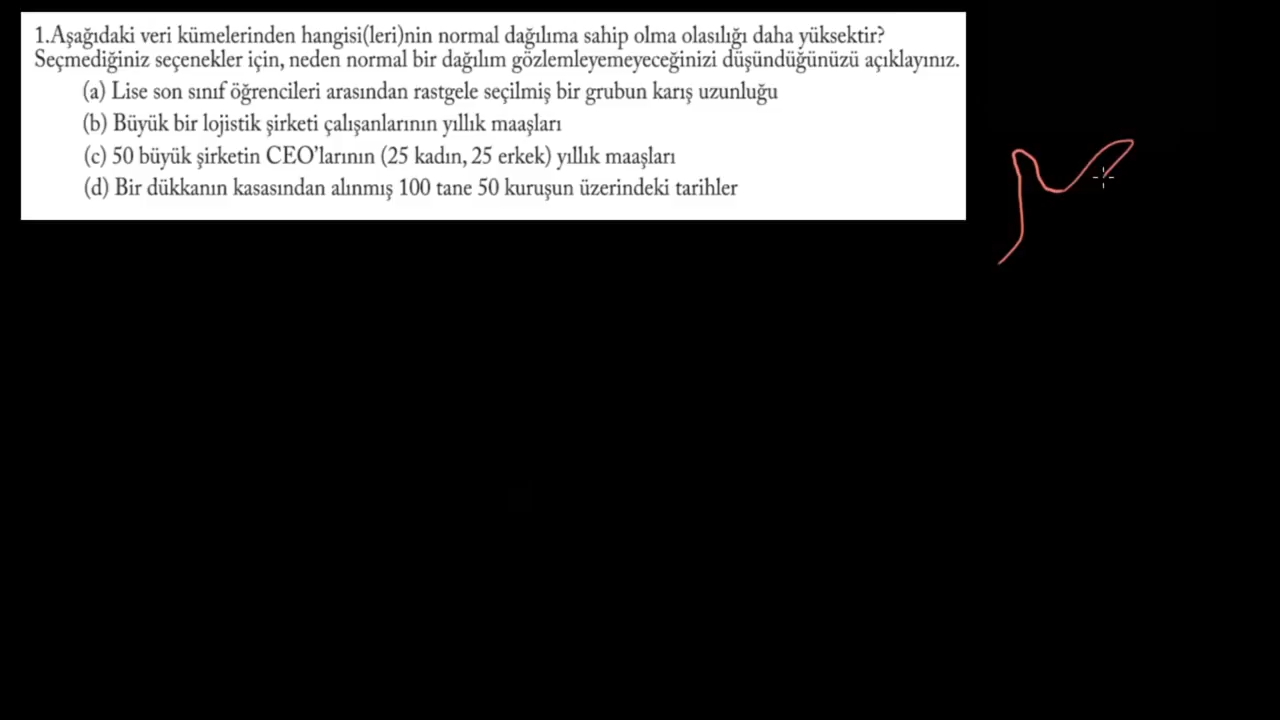 1.Aşağıdaki veri kümelerinden hangisi(leri)nin normal dağılıma sahip olma olasılığı daha yüksektir?
Seçmediğiniz seçenekler için, neden normal bir dağılım gözlemleyemeyeceğinizi düşündüğünüzü açıklayınız.
(a) Lise son sınıf öğrencileri arasından rastgele seçilmiş bir grubun karış uzunluğu
(b) Büyük bir lojistik şirketi çalışanlarının yıllık maaşları
(c) 50 büyük şirketin CEO'larının (25 kadın, 25 erkek) yıllık maaşları
(d) Bir dükkanın kasasından alınmış 100 tane 50 kuruşun üzerindeki tarihler